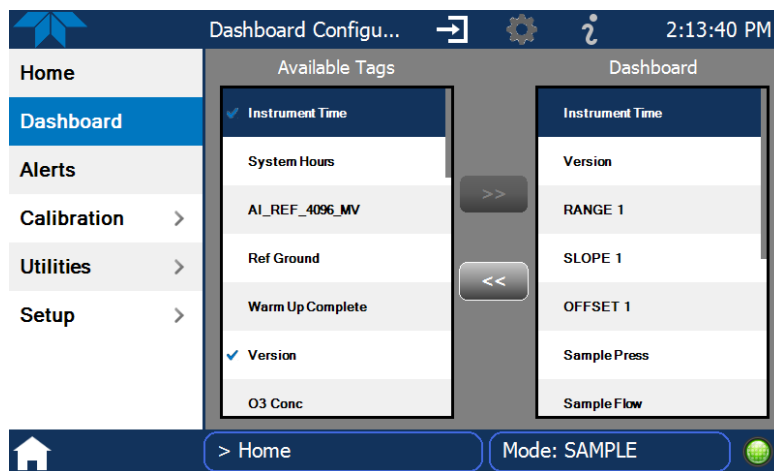 Dashboard Configu...
2:13:40 PM
Home
Dashboard
Alerts
Calibration
Utilities
Setup
Available Tags
Instrument Time
System Hours
AI_REF_4096_MV
Ref Ground
Warm Up Complete
Version
O3 Conc
>>
<<
Dashboard
Instrument Time
Version
RANGE 1
SLOPE 1
OFFSET 1
Sample Press
Sample Flow
> Home
Mode: SAMPLE